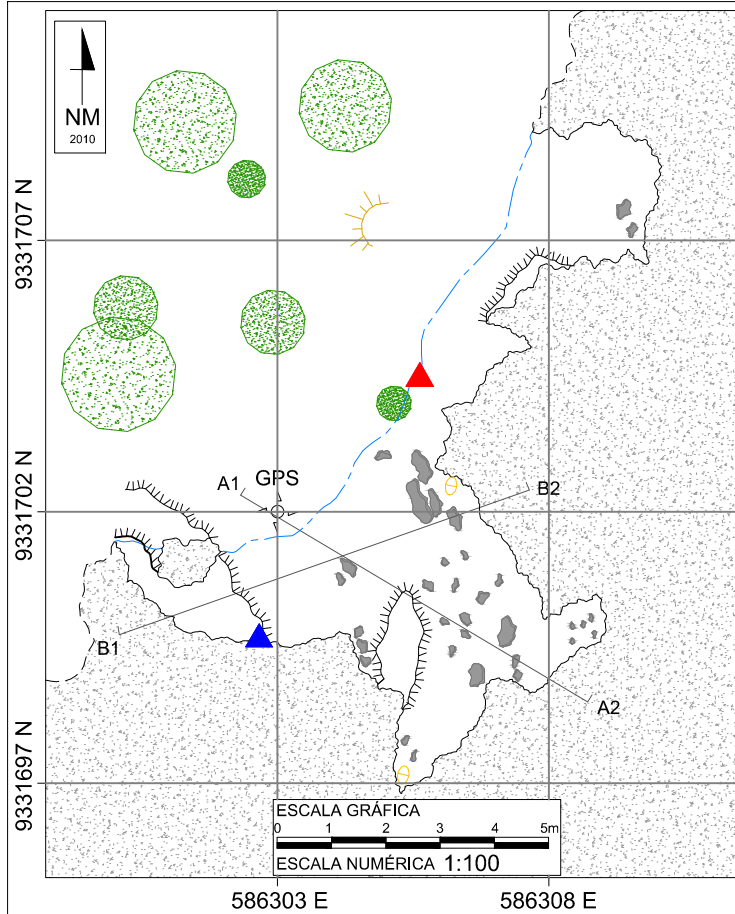 NM
2010
9331707 N
9331702 N
9331697 N
A1
GPS
B2
B1
A2
ESCALA GRÁFICA
0 1 2 3 4 5m
ESCALA NUMÉRICA 1:100
586303 E
586308 E